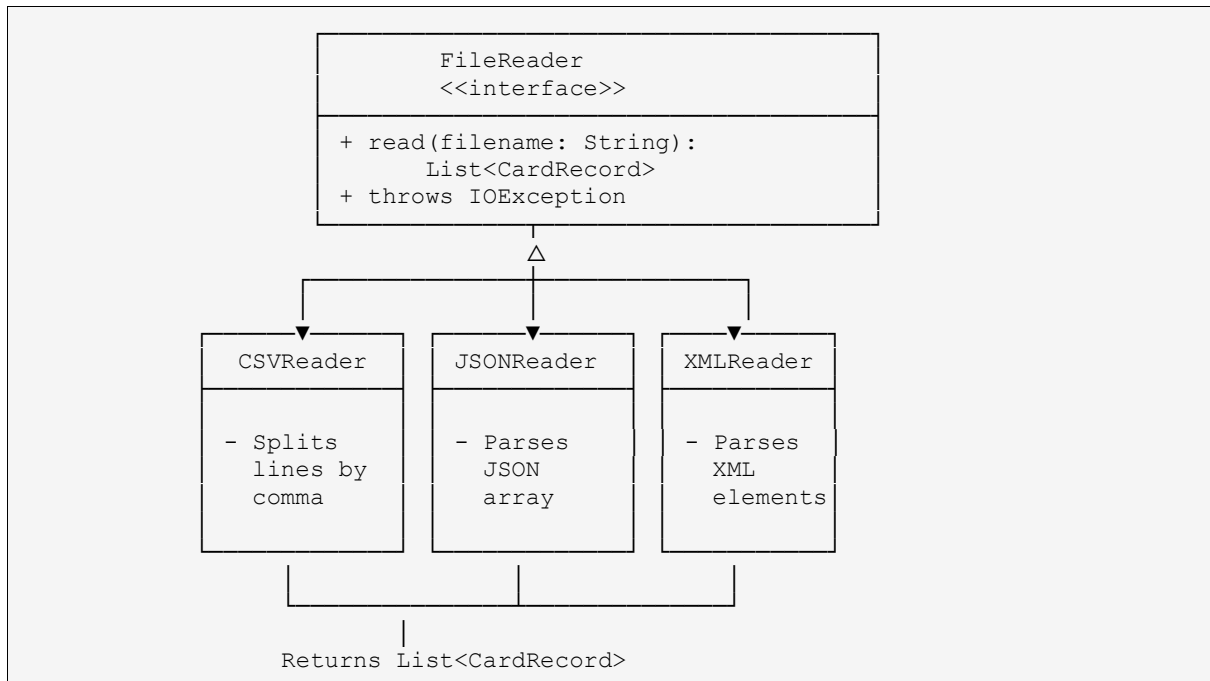 FileReader
<<interface>>
+ read(filename: String):
List<CardRecord>
+ throws IOException
CSVReader
JSONReader
XMLReader
- Splits
lines by
comma
- Parses
JSON
array
- Parses
XML
elements
Returns List<CardRecord>